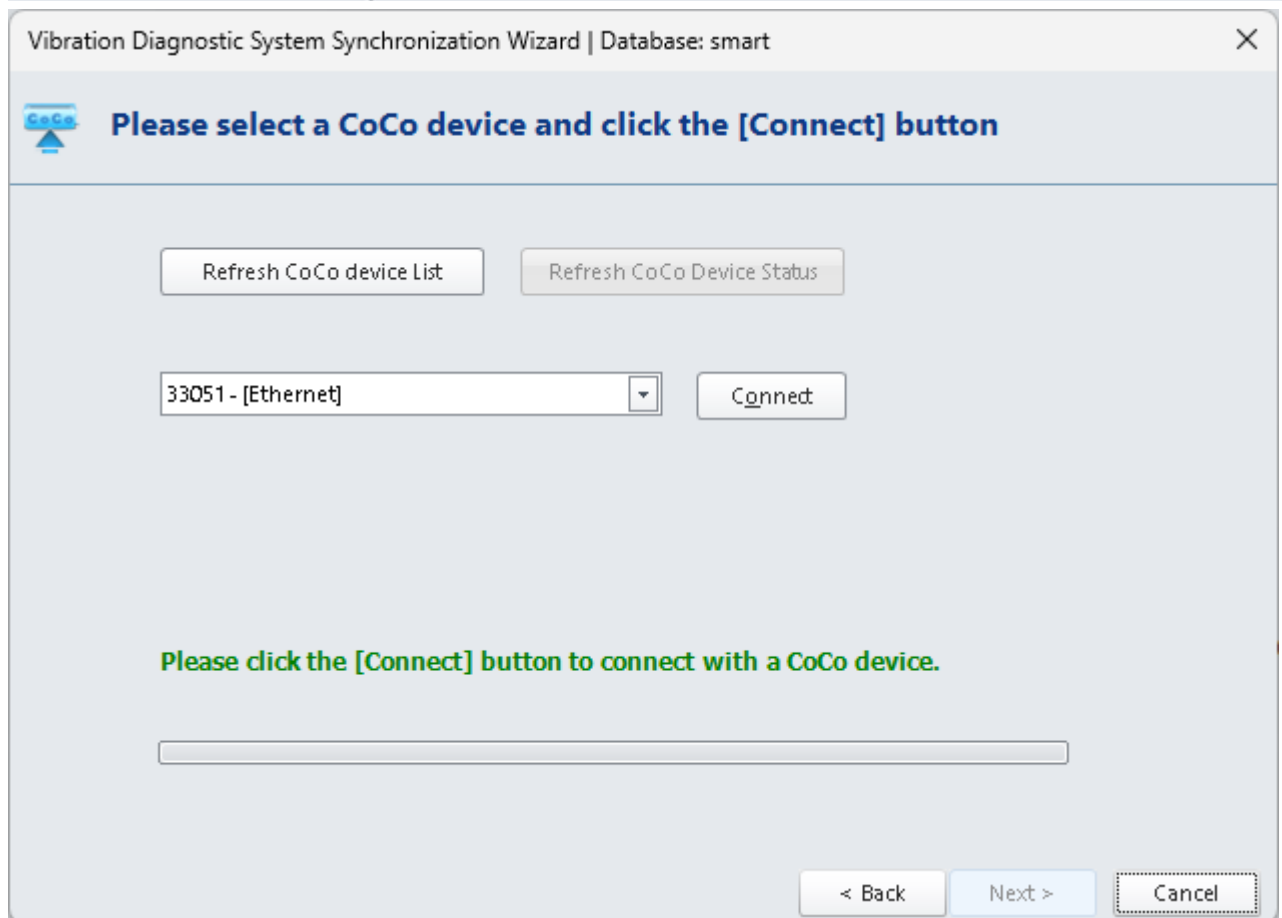 Vibration Diagnostic System Synchronization Wizard | Database: smart
CoCo
Please select a CoCo device and click the [Connect] button
Refresh CoCo device List
Refresh CoCo Device Status
33051 - [Ethernet]
Connect
Please click the [Connect] button to connect with a CoCo device.
< Back
Next >
Cancel